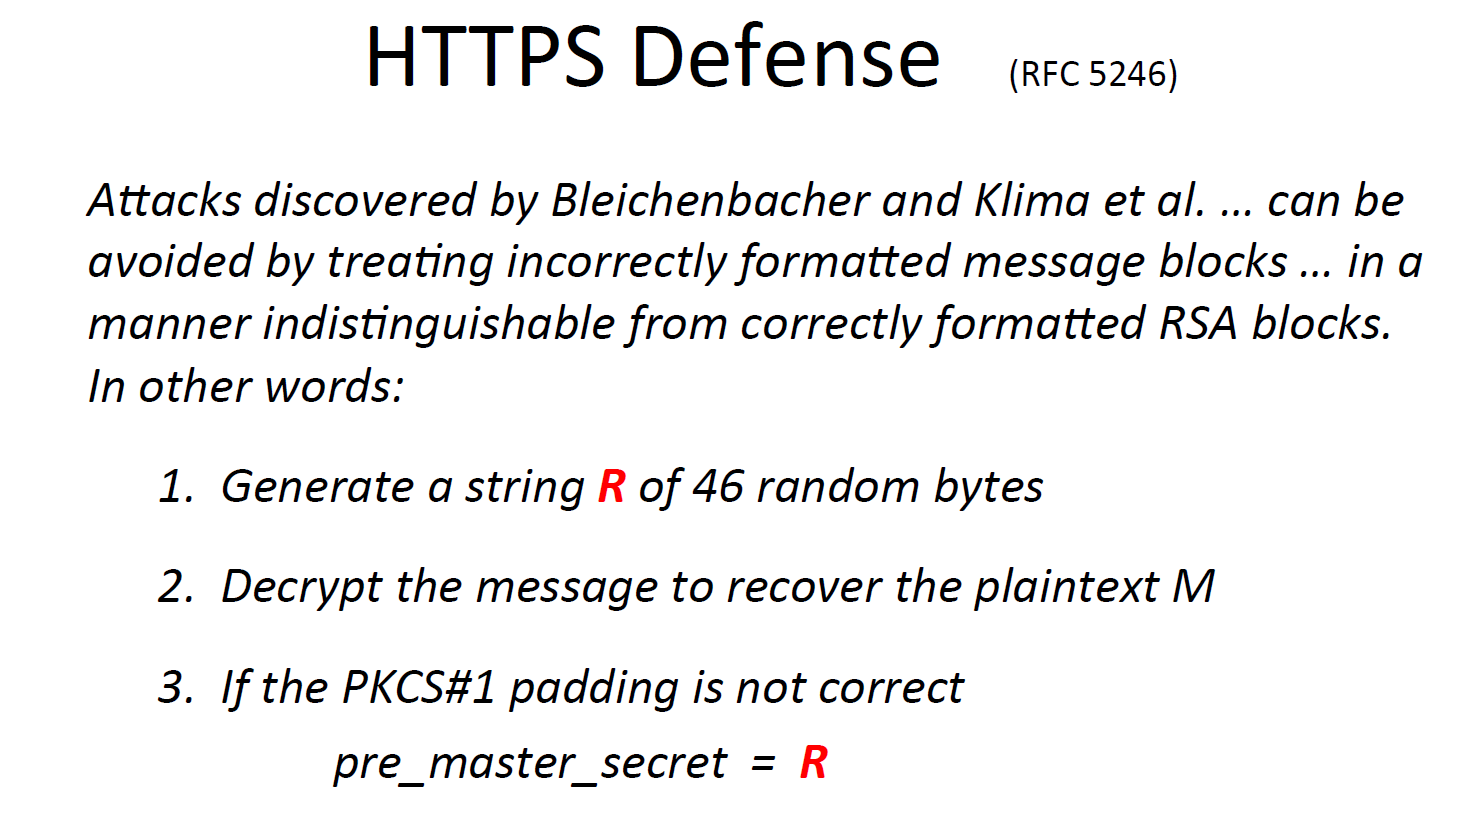 HTTPS Defense (RFC 5246)
Attacks discovered by Bleichenbacher and Klima et al. ... can be
avoided by treating incorrectly formatted message blocks ... in a
manner indistinguishable from correctly formatted RSA blocks.
In other words:
1. Generate a string R of 46 random bytes
2. Decrypt the message to recover the plaintext M
3. If the PKCS#1 padding is not correct
pre_master_secret = R